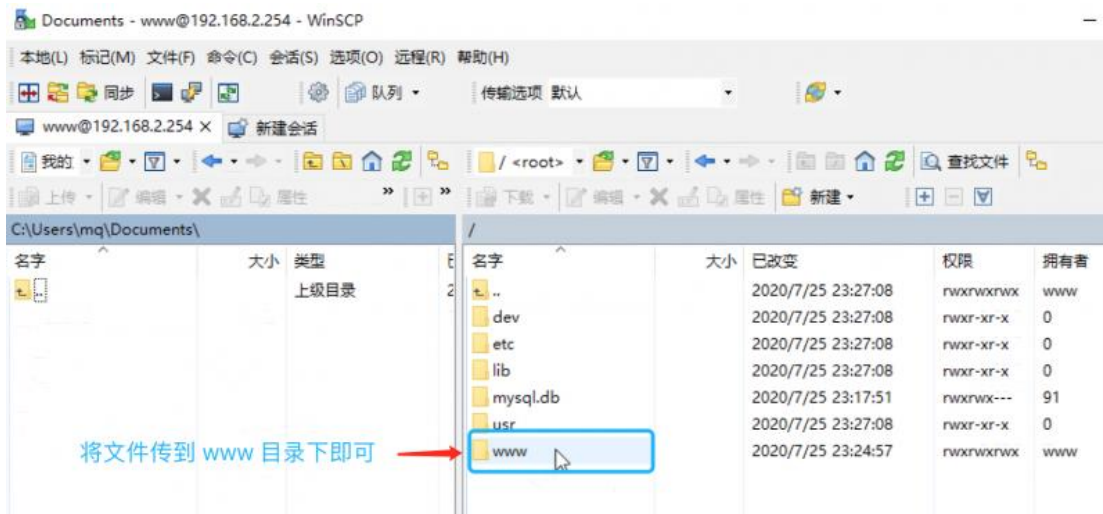 Documents - www@192.168.2.254 - WinSCP
本地(L) 标记(M) 文件(F) 命令(C) 会话(S) 选项(O) 远程(R) 帮助(H)
同步 队列 传输选项 默认
www@192.168.2.254 × 新建会话
我的 / <root> 查找文件
上传 编辑 属性 » » 下载 编辑 属性 新建
C:\Users\mq\Documents\ /
名字 大小 类型 名字 大小 已改变 权限 拥有者
.. 上级目录 2 .. 2020/7/25 23:27:08 rwxrwxrwx www
dev 2020/7/25 23:27:08 rwxr-xr-x 0
etc 2020/7/25 23:27:08 rwxr-xr-x 0
lib 2020/7/25 23:27:08 rwxr-xr-x 0
mysql.db 2020/7/25 23:17:51 rwxrwx--- 91
usr 2020/7/25 23:27:08 rwxr-xr-x 0
将文件传到 www 目录下即可 www 2020/7/25 23:24:57 rwxrwxrwx www